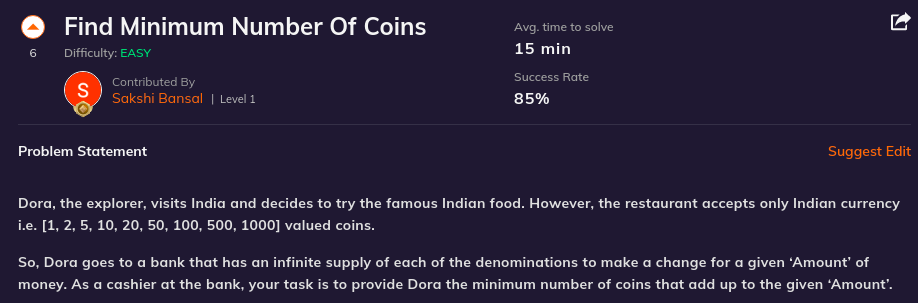 Find Minimum Number Of Coins
6
Difficulty: EASY
S
Contributed By
Sakshi Bansal | Level 1
Avg. time to solve
15 min
Success Rate
85%
Problem Statement
Suggest Edit
Dora, the explorer, visits India and decides to try the famous Indian food. However, the restaurant accepts only Indian currency
i.e. [1, 2, 5, 10, 20, 50, 100, 500, 1000] valued coins.
So, Dora goes to a bank that has an infinite supply of each of the denominations to make a change for a given ‘Amount’ of
money. As a cashier at the bank, your task is to provide Dora the minimum number of coins that add up to the given ‘Amount’.